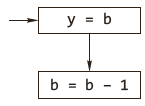 y = b
b = b - 1